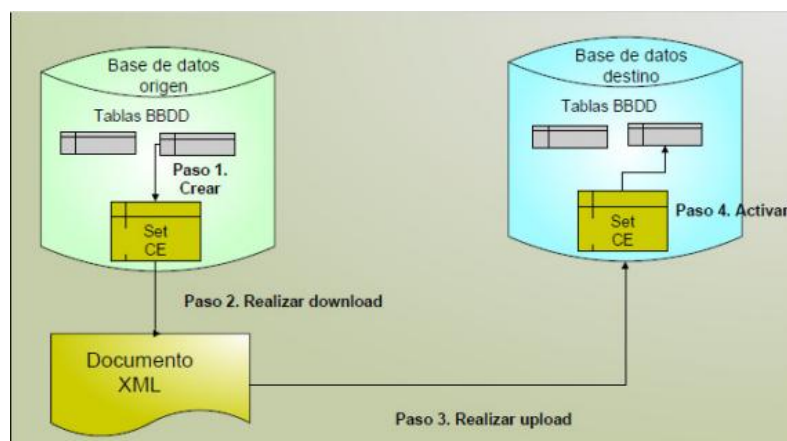 Base de datos
origen
Tablas BBDD
Paso 1.
Crear
Set
CE
Paso 2. Realizar download
Documento
XML
Paso 3. Realizar upload
Base de datos
destino
Tablas BBDD
Set
CE
Paso 4. Activar